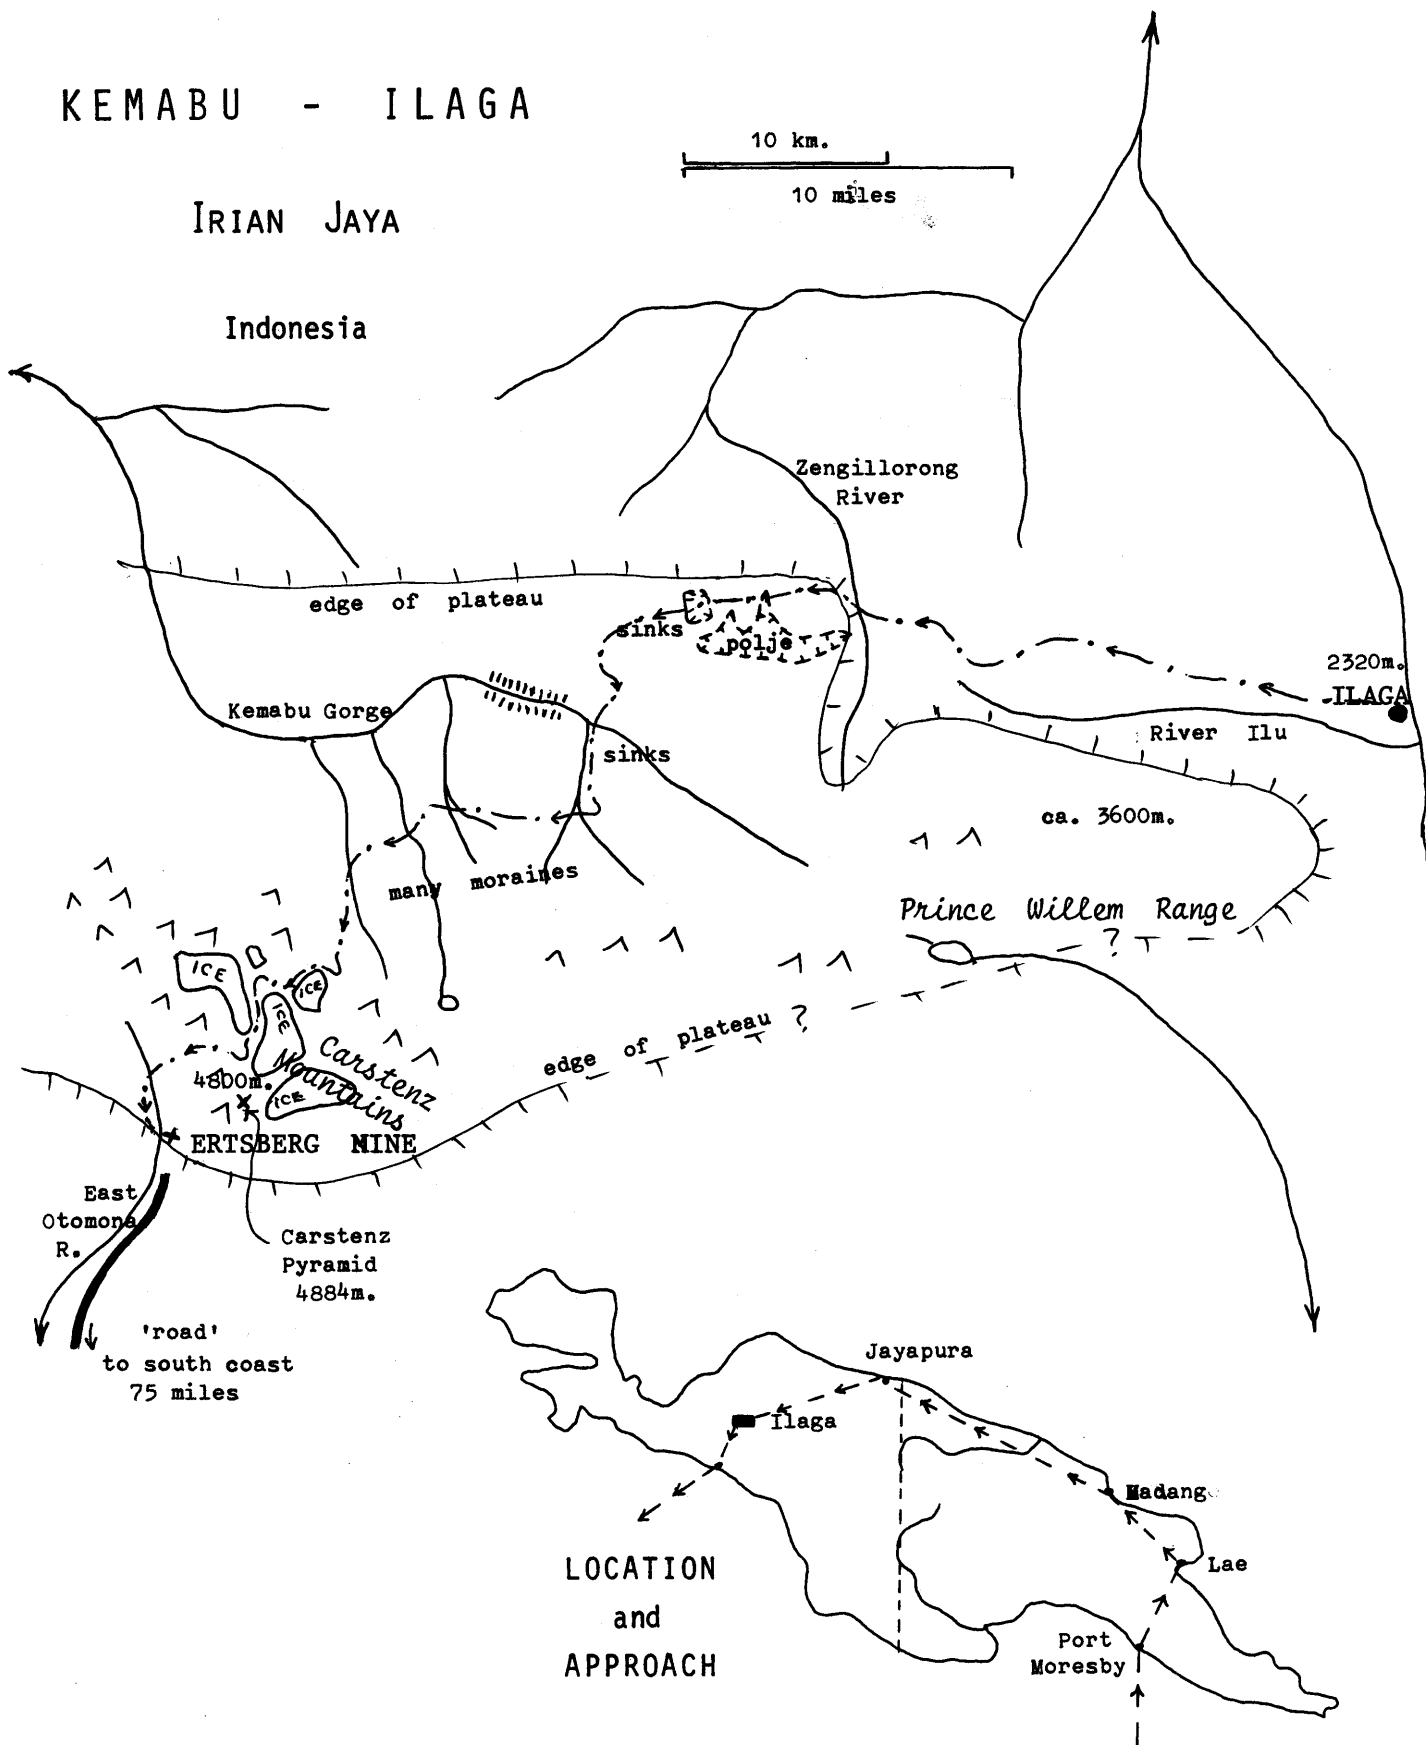 KEMABU - ILAGA
10 km.
10 miles
IRIAN JAYA
Indonesia
Zengillorong
River
edge of plateau
sinks
polje
2320m.
ILAGA
Kemabu Gorge
River Ilu
sinks
ca. 3600m.
many moraines
Prince Willem Range
?
ICE
ICE
ICE
edge of plateau ?
Carstenz
Mountains
4800m.
ICE
ERTSBERG MINE
East
Otomona
R.
Carstenz
Pyramid
4884m.
'road'
to south coast
75 miles
Jayapura
Ilaga
Madang
Lae
LOCATION
and
APPROACH
Port
Moresby